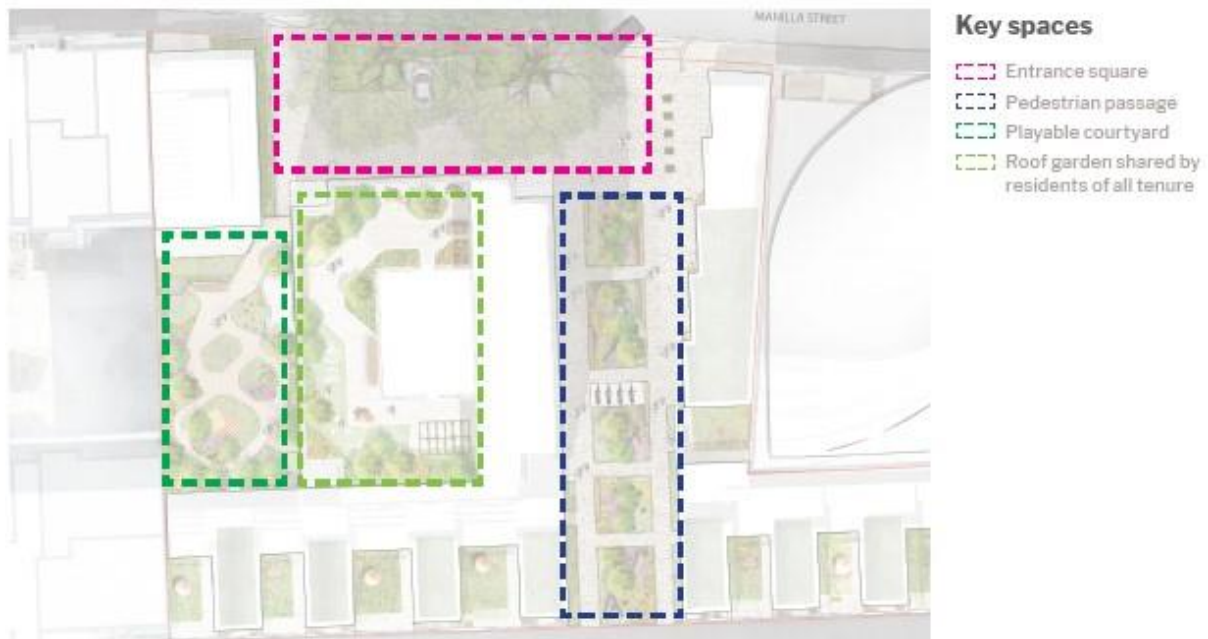 MANILLA STREET
Key spaces
Entrance square
Pedestrian passage
Playable courtyard
Roof garden shared by
residents of all tenure